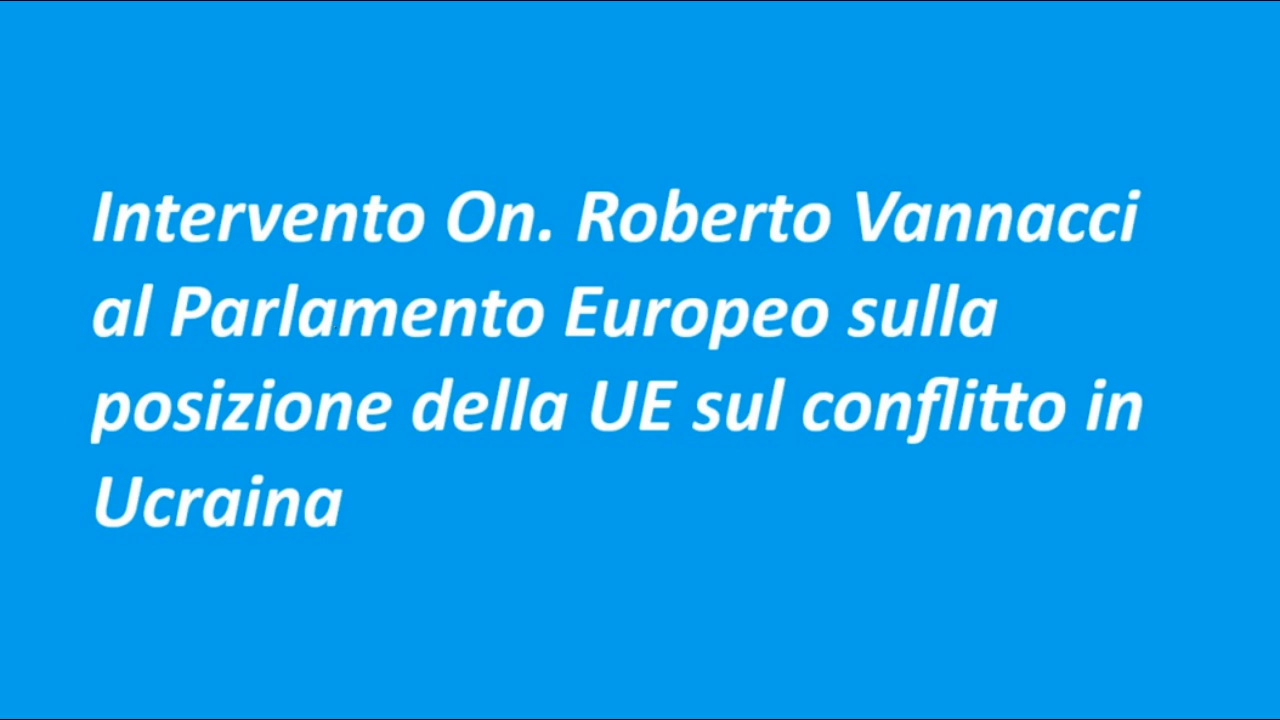 Intervento On. Roberto Vannacci
al Parlamento Europeo sulla
posizione della UE sul conflitto in
Ucraina